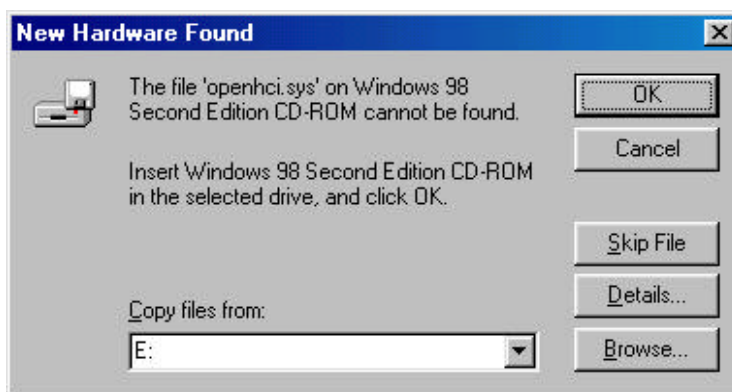 New Hardware Found
The file 'openhci.sys' on Windows 98
Second Edition CD-ROM cannot be found.
Insert Windows 98 Second Edition CD-ROM
in the selected drive, and click OK.
Copy files from:
E:
OK
Cancel
Skip File
Details...
Browse...